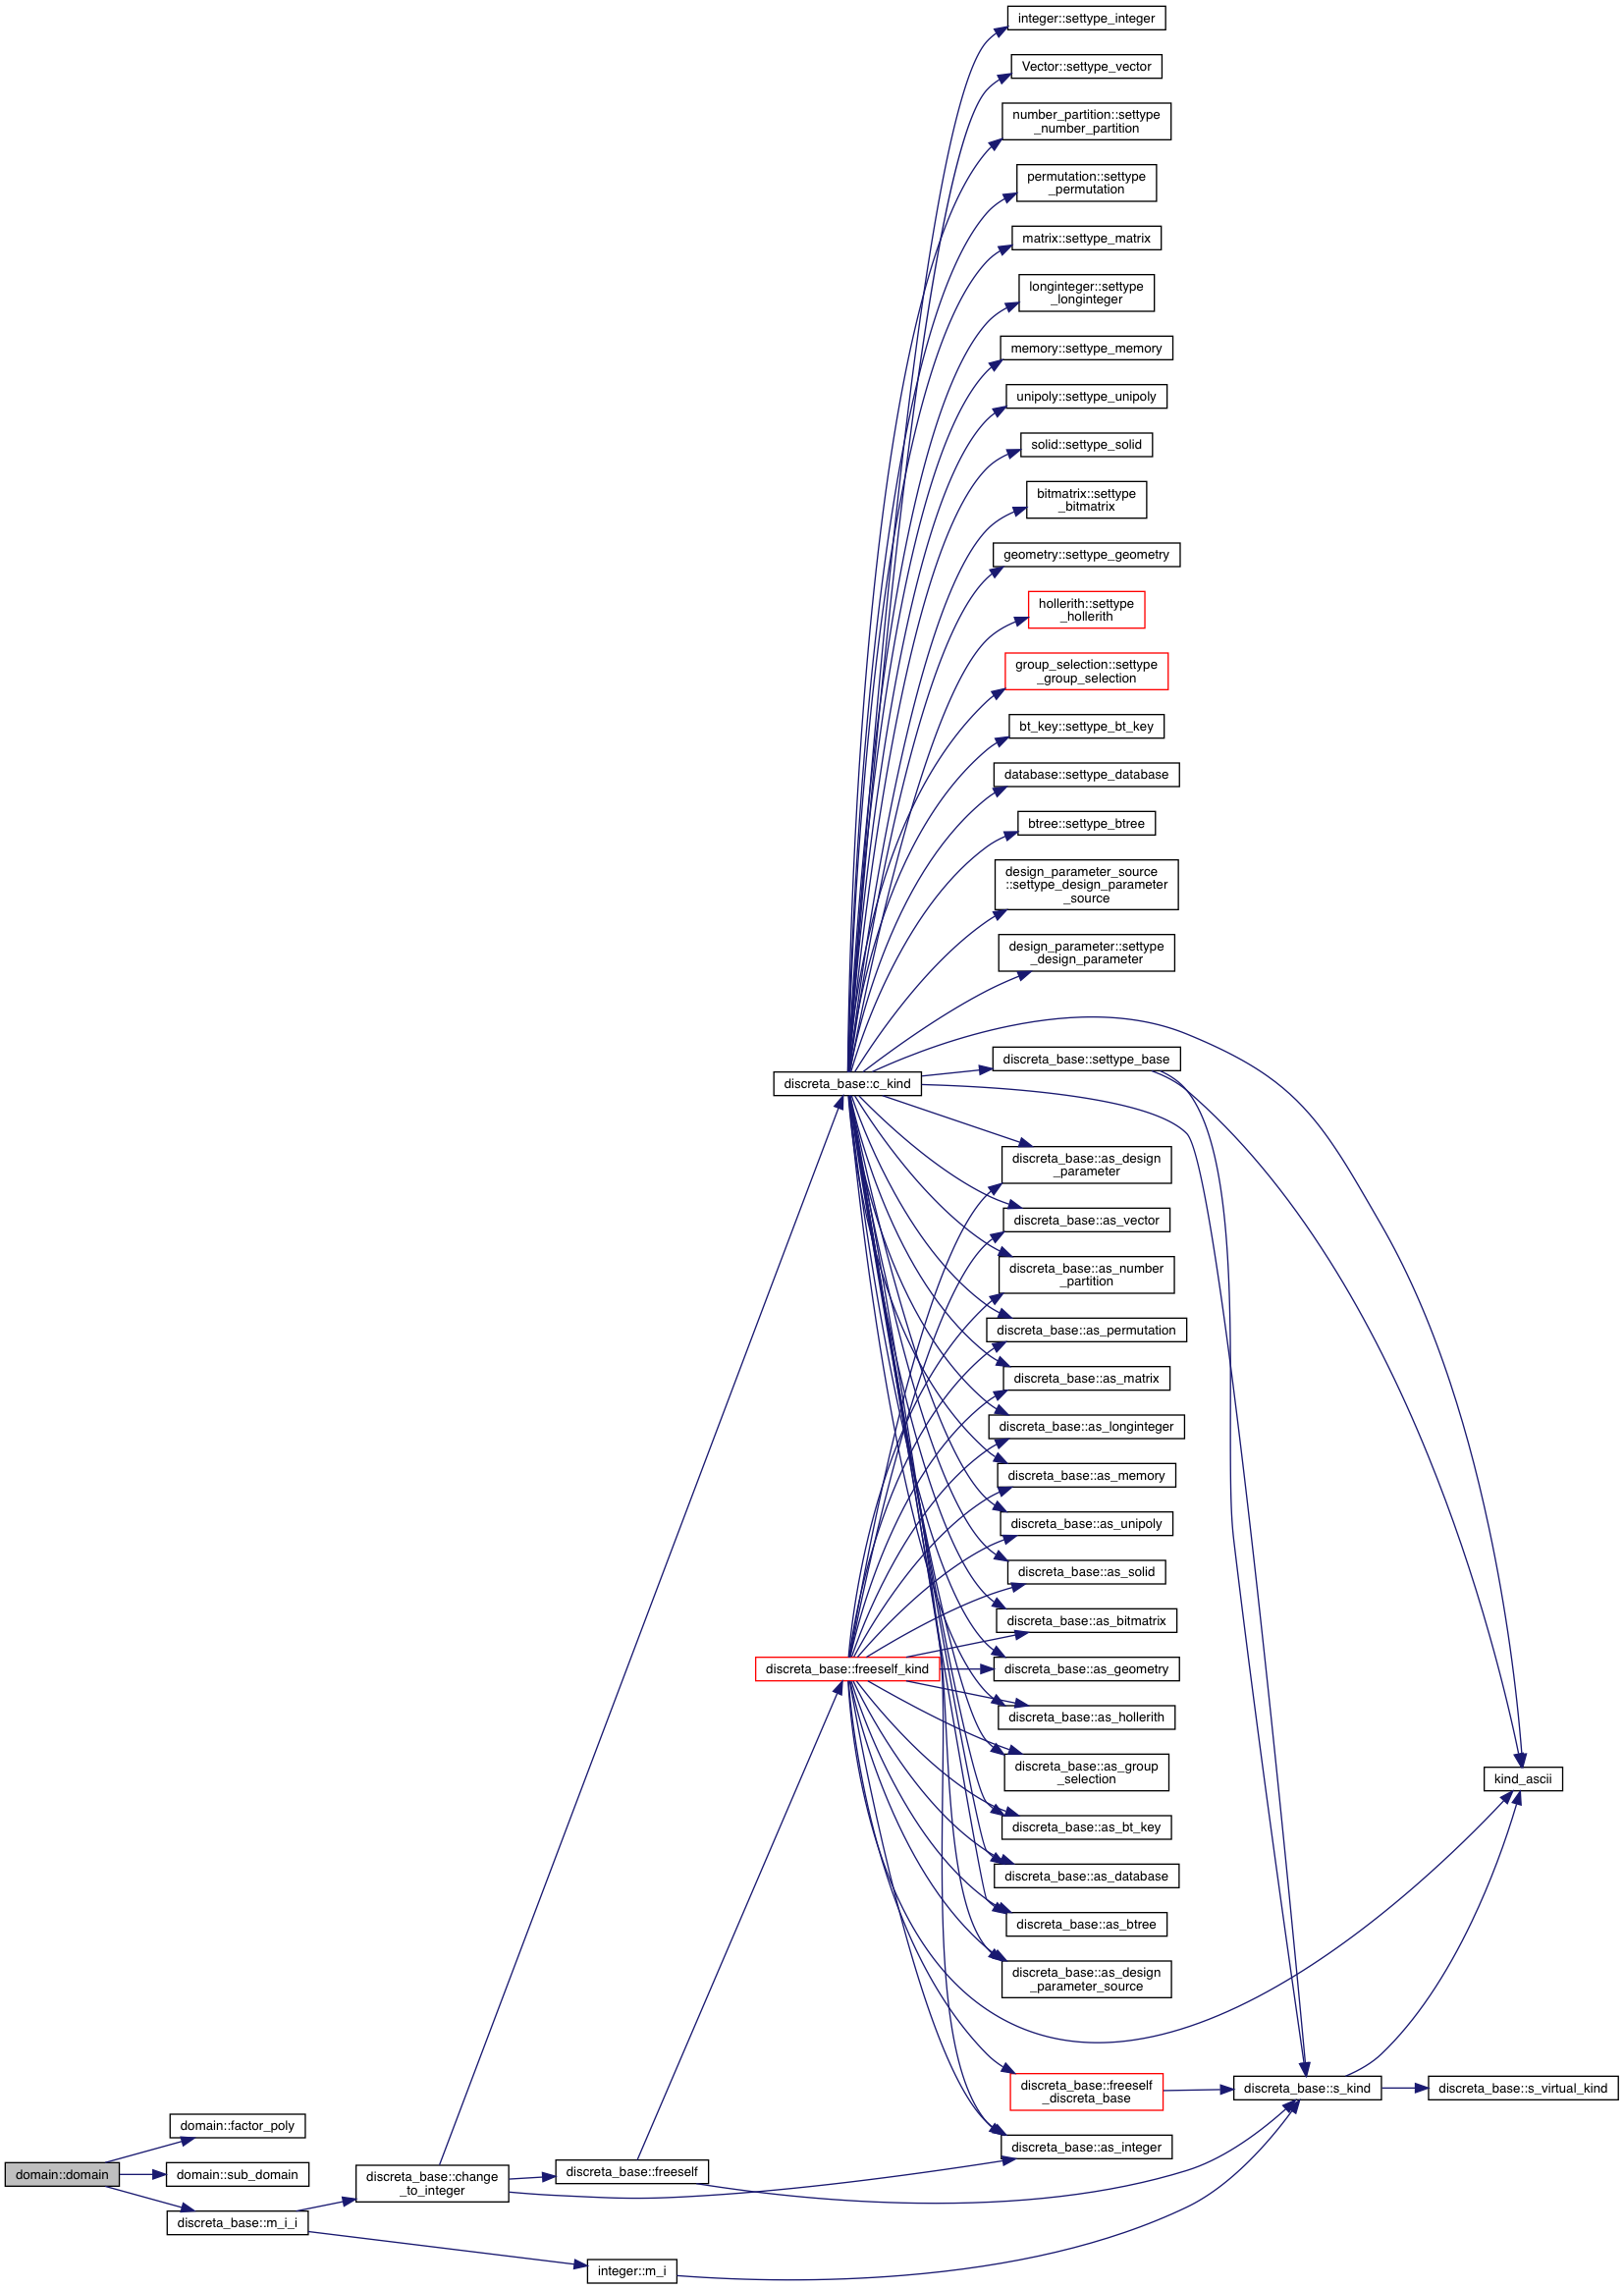 integer::settype_integer
Vector::settype_vector
number_partition::settype
_number_partition
permutation::settype
_permutation
matrix::settype_matrix
longinteger::settype
_longinteger
memory::settype_memory
unipoly::settype_unipoly
solid::settype_solid
bitmatrix::settype
_bitmatrix
geometry::settype_geometry
hollerith::settype
_hollerith
group_selection::settype
_group_selection
bt_key::settype_bt_key
database::settype_database
btree::settype_btree
design_parameter_source
::settype_design_parameter
_source
design_parameter::settype
_design_parameter
discreta_base::settype_base
discreta_base::c_kind
discreta_base::as_design
_parameter
discreta_base::as_vector
discreta_base::as_number
_partition
discreta_base::as_permutation
discreta_base::as_matrix
discreta_base::as_longinteger
discreta_base::as_memory
discreta_base::as_unipoly
discreta_base::as_solid
discreta_base::as_bitmatrix
discreta_base::freeself_kind
discreta_base::as_geometry
discreta_base::as_hollerith
discreta_base::as_group
_selection
kind_ascii
discreta_base::as_bt_key
discreta_base::as_database
discreta_base::as_btree
discreta_base::as_design
_parameter_source
discreta_base::freeself
_discreta_base
discreta_base::s_kind
discreta_base::s_virtual_kind
domain::factor_poly
discreta_base::as_integer
domain::domain
domain::sub_domain
discreta_base::change
_to_integer
discreta_base::freeself
discreta_base::m_i_i
integer::m_i